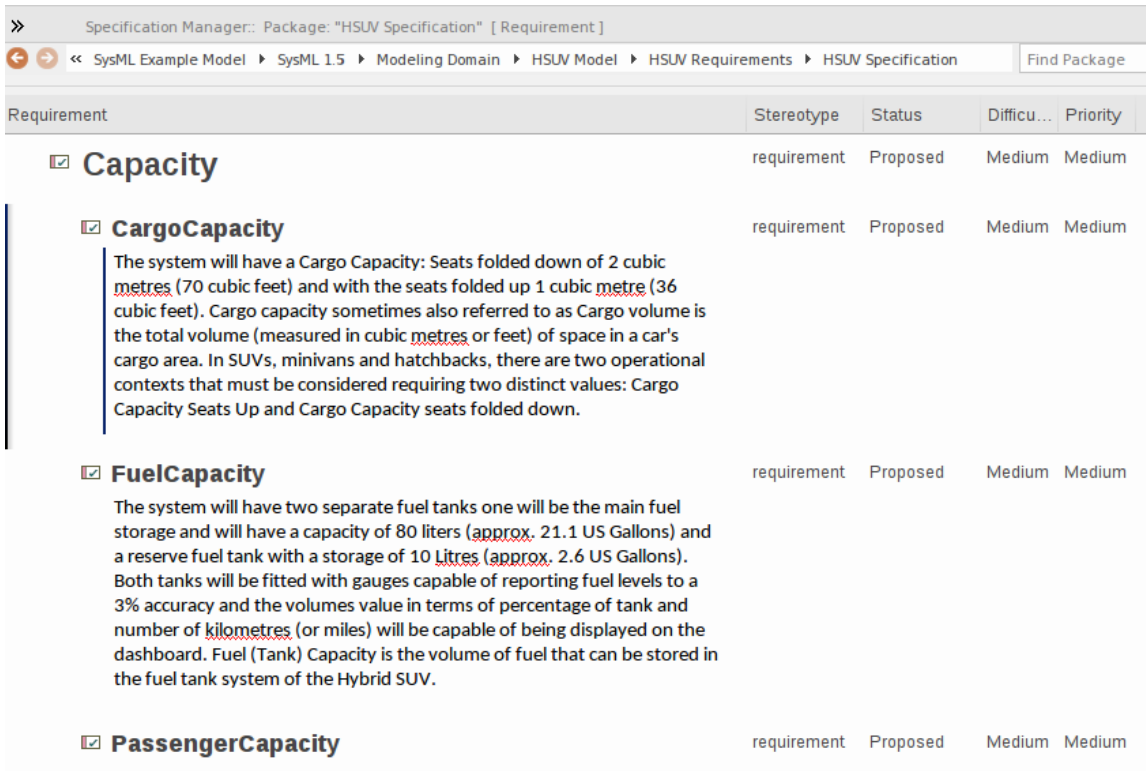 Specification Manager:: Package: "HSUV Specification" [ Requirement ]
« SysML Example Model ▸ SysML 1.5 ▸ Modeling Domain ▸ HSUV Model ▸ HSUV Requirements ▸ HSUV Specification Find Package
Requirement Stereotype Status Difficu... Priority
Capacity requirement Proposed Medium Medium
CargoCapacity requirement Proposed Medium Medium
The system will have a Cargo Capacity: Seats folded down of 2 cubic
metres (70 cubic feet) and with the seats folded up 1 cubic metre (36
cubic feet). Cargo capacity sometimes also referred to as Cargo volume is
the total volume (measured in cubic metres or feet) of space in a car's
cargo area. In SUVs, minivans and hatchbacks, there are two operational
contexts that must be considered requiring two distinct values: Cargo
Capacity Seats Up and Cargo Capacity seats folded down.
FuelCapacity requirement Proposed Medium Medium
The system will have two separate fuel tanks one will be the main fuel
storage and will have a capacity of 80 liters (approx. 21.1 US Gallons) and
a reserve fuel tank with a storage of 10 Litres (approx. 2.6 US Gallons).
Both tanks will be fitted with gauges capable of reporting fuel levels to a
3% accuracy and the volumes value in terms of percentage of tank and
number of kilometres (or miles) will be capable of being displayed on the
dashboard. Fuel (Tank) Capacity is the volume of fuel that can be stored in
the fuel tank system of the Hybrid SUV.
PassengerCapacity requirement Proposed Medium Medium